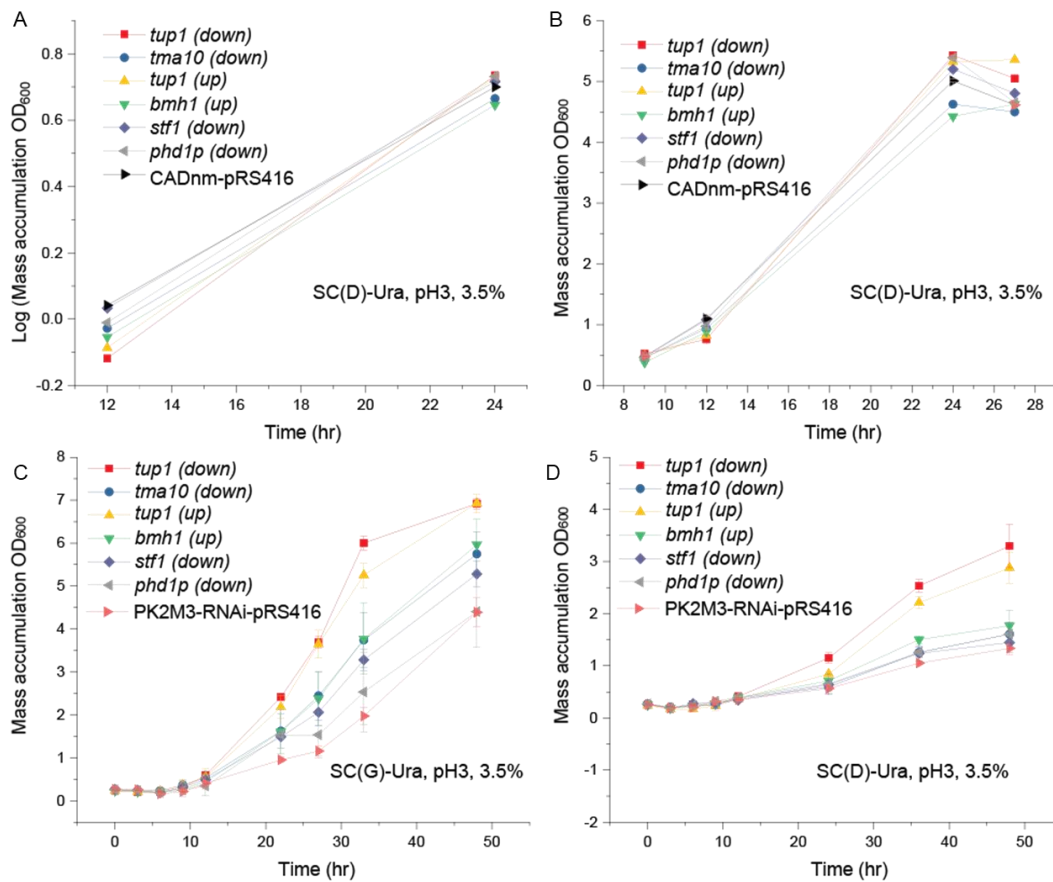 A
tup1 (down)
tma10 (down)
tup1 (up)
bmh1 (up)
stf1 (down)
phd1p (down)
CADnm-pRS416
SC(D)-Ura, pH3, 3.5%
Log (Mass accumulation OD600)
0.8
0.6
0.4
0.2
0.0
-0.2
12 14 16 18 20 22 24
Time (hr)
B
tup1 (down)
tma10 (down)
tup1 (up)
bmh1 (up)
stf1 (down)
phd1p (down)
CADnm-pRS416
SC(D)-Ura, pH3, 3.5%
Mass accumulation OD600
6
5
4
3
2
1
0
8 10 12 14 16 18 20 22 24 26 28
Time (hr)
C
tup1 (down)
tma10 (down)
tup1 (up)
bmh1 (up)
stf1 (down)
phd1p (down)
PK2M3-RNAi-pRS416
SC(G)-Ura, pH3, 3.5%
Mass accumulation OD600
8
7
6
5
4
3
2
1
0
0 10 20 30 40 50
Time (hr)
D
tup1 (down)
tma10 (down)
tup1 (up)
bmh1 (up)
stf1 (down)
phd1p (down)
PK2M3-RNAi-pRS416
SC(D)-Ura, pH3, 3.5%
Mass accumulation OD600
5
4
3
2
1
0
-1
-2
0 10 20 30 40 50
Time (hr)